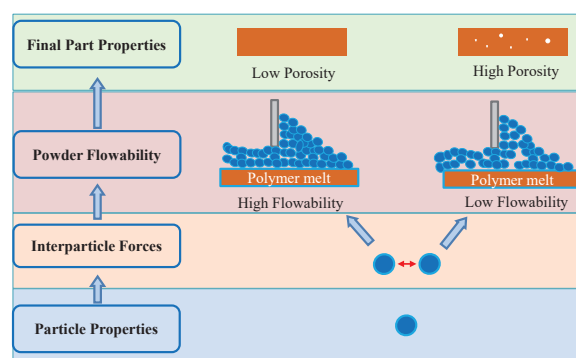 Final Part Properties
Low Porosity
High Porosity
Powder Flowability
Polymer melt
Polymer melt
High Flowability
Low Flowability
Interparticle Forces
Particle Properties